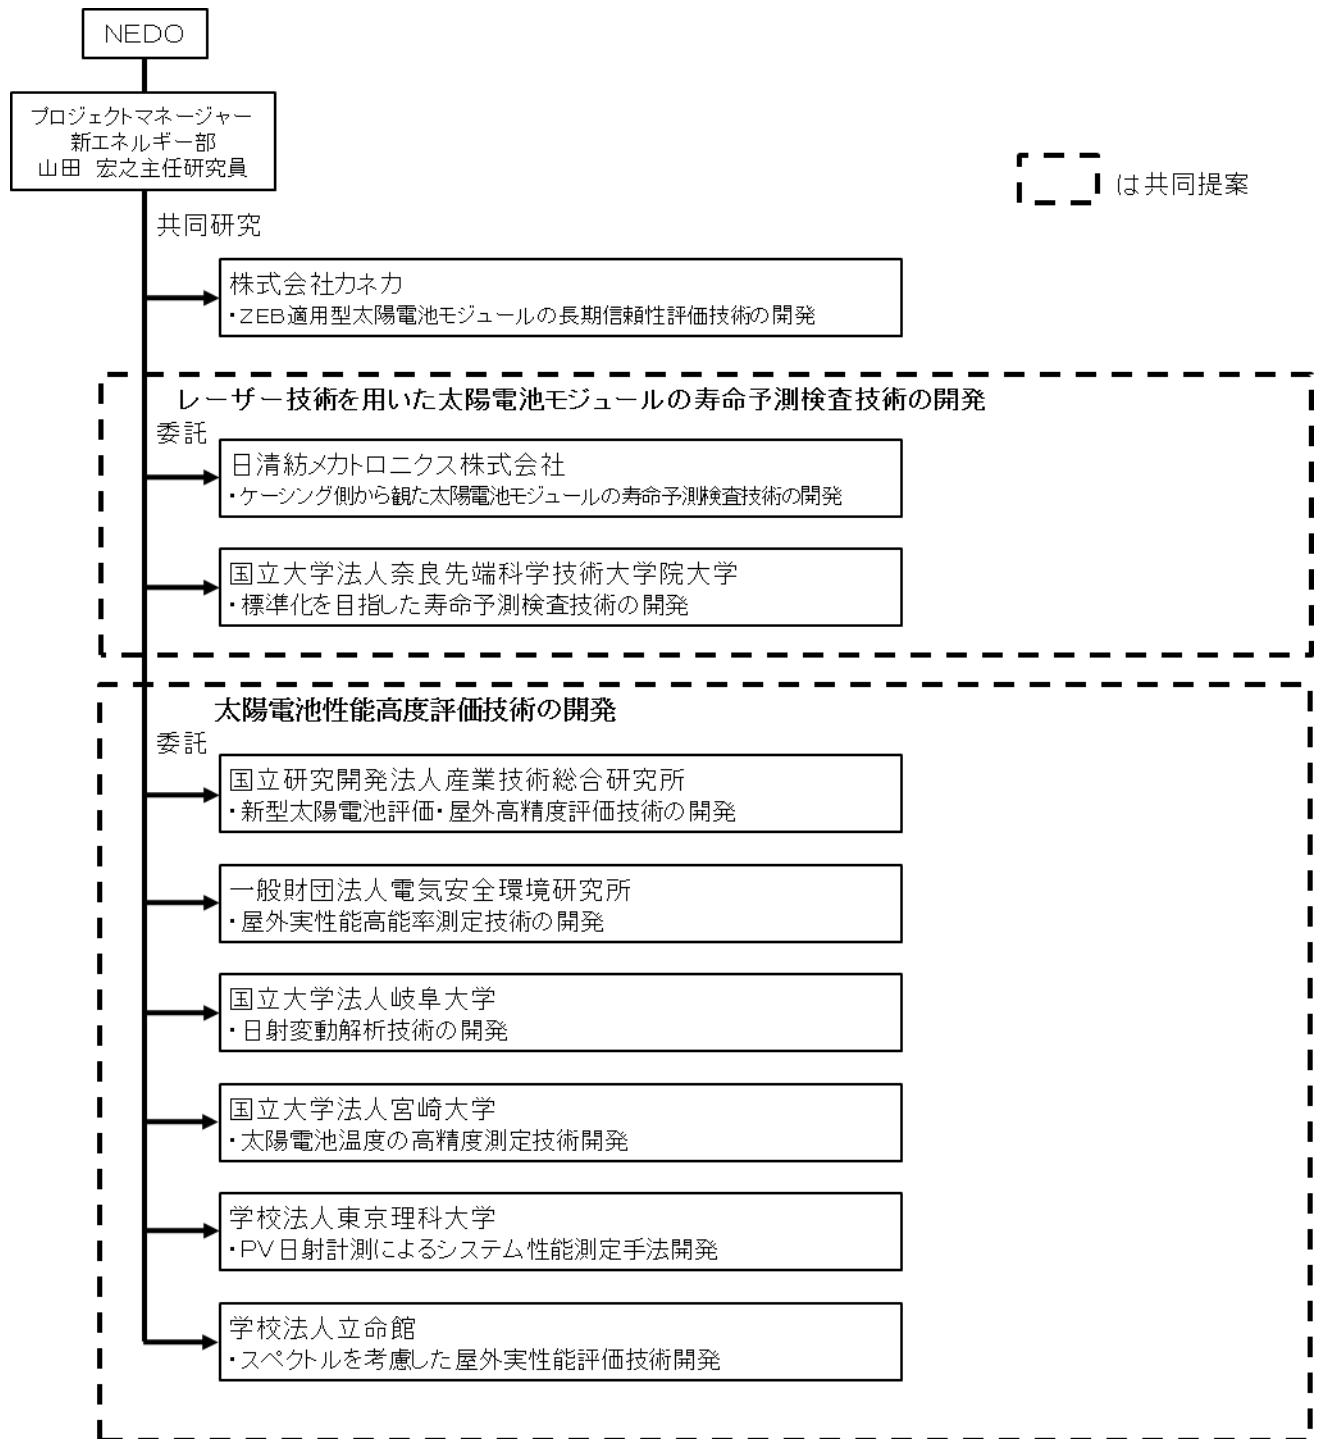 NEDO
プロジェクトマネージャー
新エネルギー部
山田 宏之主任研究員
は共同提案
共同研究
株式会社カネカ
・ZEB適用型太陽電池モジュールの長期信頼性評価技術の開発
レーザー技術を用いた太陽電池モジュールの寿命予測検査技術の開発
委託
日清紡メカトロニクス株式会社
・ケーシング側から観た太陽電池モジュールの寿命予測検査技術の開発
国立大学法人奈良先端科学技術大学院大学
・標準化を目指した寿命予測検査技術の開発
太陽電池性能高度評価技術の開発
委託
国立研究開発法人産業技術総合研究所
・新型太陽電池評価・屋外高精度評価技術の開発
一般財団法人電気安全環境研究所
・屋外実性能高能率測定技術の開発
国立大学法人岐阜大学
・日射変動解析技術の開発
国立大学法人宮崎大学
・太陽電池温度の高精度測定技術開発
学校法人東京理科大学
・PV日射計測によるシステム性能測定手法開発
学校法人立命館
・スペクトルを考慮した屋外実性能評価技術開発